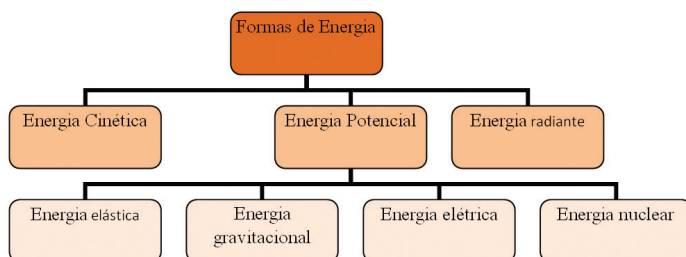 Formas de Energia
Energia Cinética
Energia Potencial
Energia radiante
Energia elástica
Energia
gravitacional
Energia elétrica
Energia nuclear